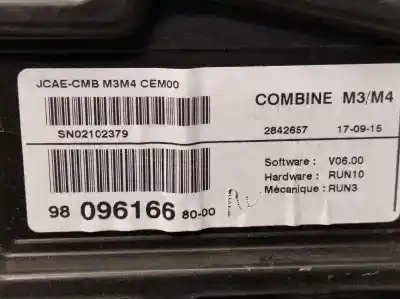 JCAE-CMB M3M4 CEM00
COMBINE M3/M4
SN02102379
2842657 17-09-15
Software : V06.00
Hardware : RUN10
Mécanique : RUN3
98 096166 80-00